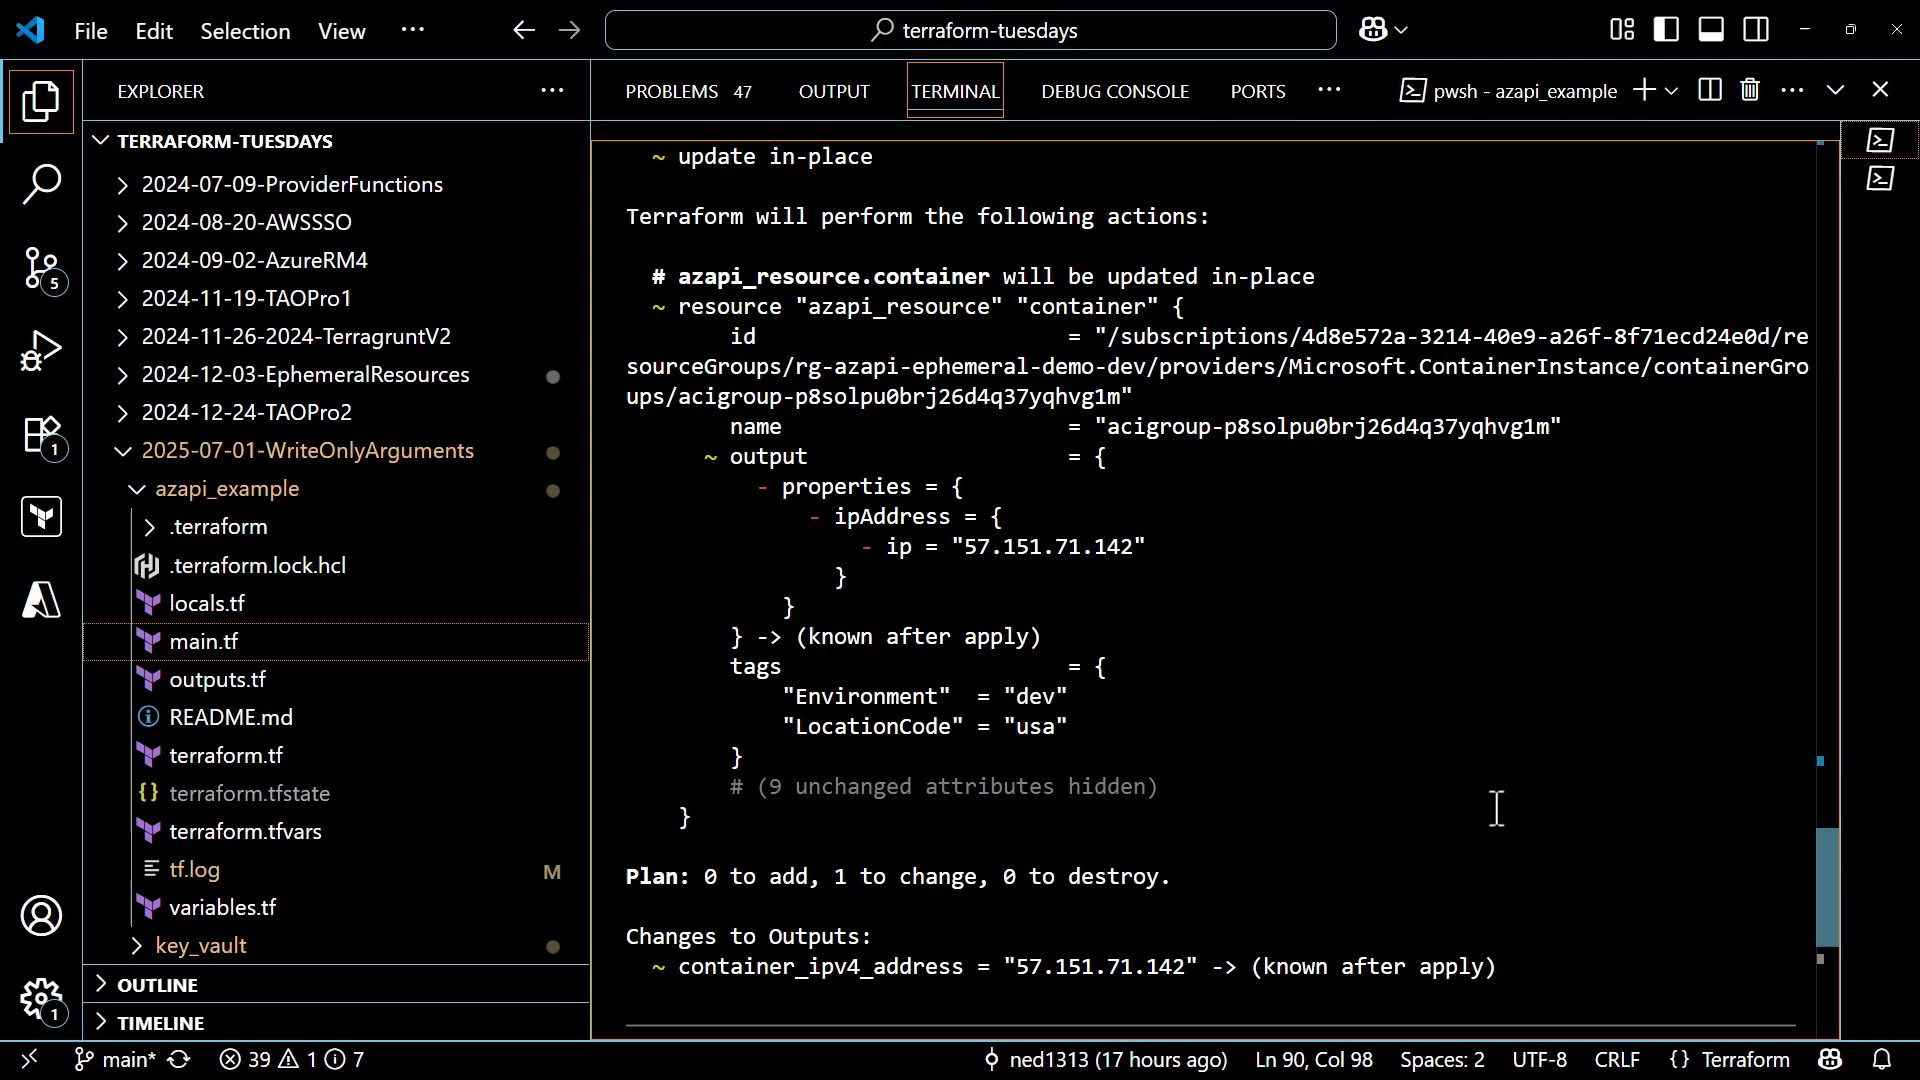 File Edit Selection View ···
terraform-tuesdays
EXPLORER
TERRAFORM-TUESDAYS
2024-07-09-ProviderFunctions
2024-08-20-AWSSSO
2024-09-02-AzureRM4
2024-11-19-TAOPro1
2024-11-26-2024-TerragruntV2
2024-12-03-EphemeralResources
2024-12-24-TAOPro2
2025-07-01-WriteOnlyArguments
azapi_example
.terraform
.terraform.lock.hcl
locals.tf
main.tf
outputs.tf
README.md
terraform.tf
{} terraform.tfstate
terraform.tfvars
tf.log M
variables.tf
key_vault
OUTLINE
TIMELINE
5
1
1
PROBLEMS 47 OUTPUT TERMINAL DEBUG CONSOLE PORTS ···
pwsh - azapi_example
~ update in-place
Terraform will perform the following actions:
# azapi_resource.container will be updated in-place
~ resource "azapi_resource" "container" {
id = "/subscriptions/4d8e572a-3214-40e9-a26f-8f71ecd24e0d/re
sourceGroups/rg-azapi-ephemeral-demo-dev/providers/Microsoft.ContainerInstance/containerGro
ups/acigroup-p8solpu0brj26d4q37yqhvg1m"
name = "acigroup-p8solpu0brj26d4q37yqhvg1m"
~ output = {
- properties = {
- ipAddress = {
- ip = "57.151.71.142"
}
}
} -> (known after apply)
tags = {
"Environment" = "dev"
"LocationCode" = "usa"
}
# (9 unchanged attributes hidden)
}
Plan: 0 to add, 1 to change, 0 to destroy.
Changes to Outputs:
~ container_ipv4_address = "57.151.71.142" -> (known after apply)
main* 39 1 7
ned1313 (17 hours ago) Ln 90, Col 98 Spaces: 2 UTF-8 CRLF {} Terraform